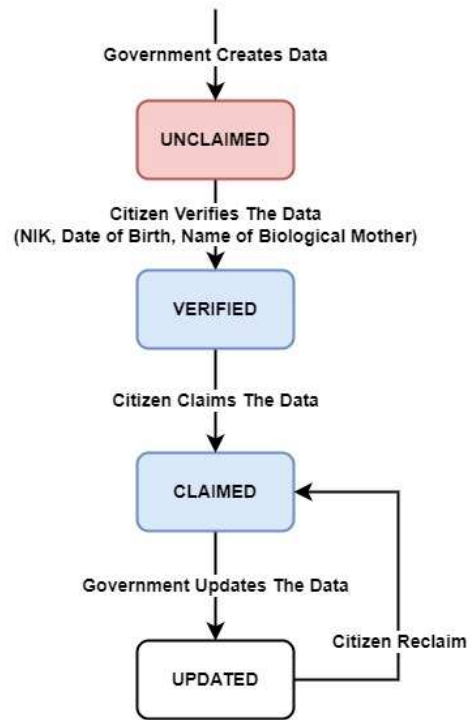 Government Creates Data
UNCLAIMED
Citizen Verifies The Data
(NIK, Date of Birth, Name of Biological Mother)
VERIFIED
Citizen Claims The Data
CLAIMED
Government Updates The Data
Citizen Reclaim
UPDATED